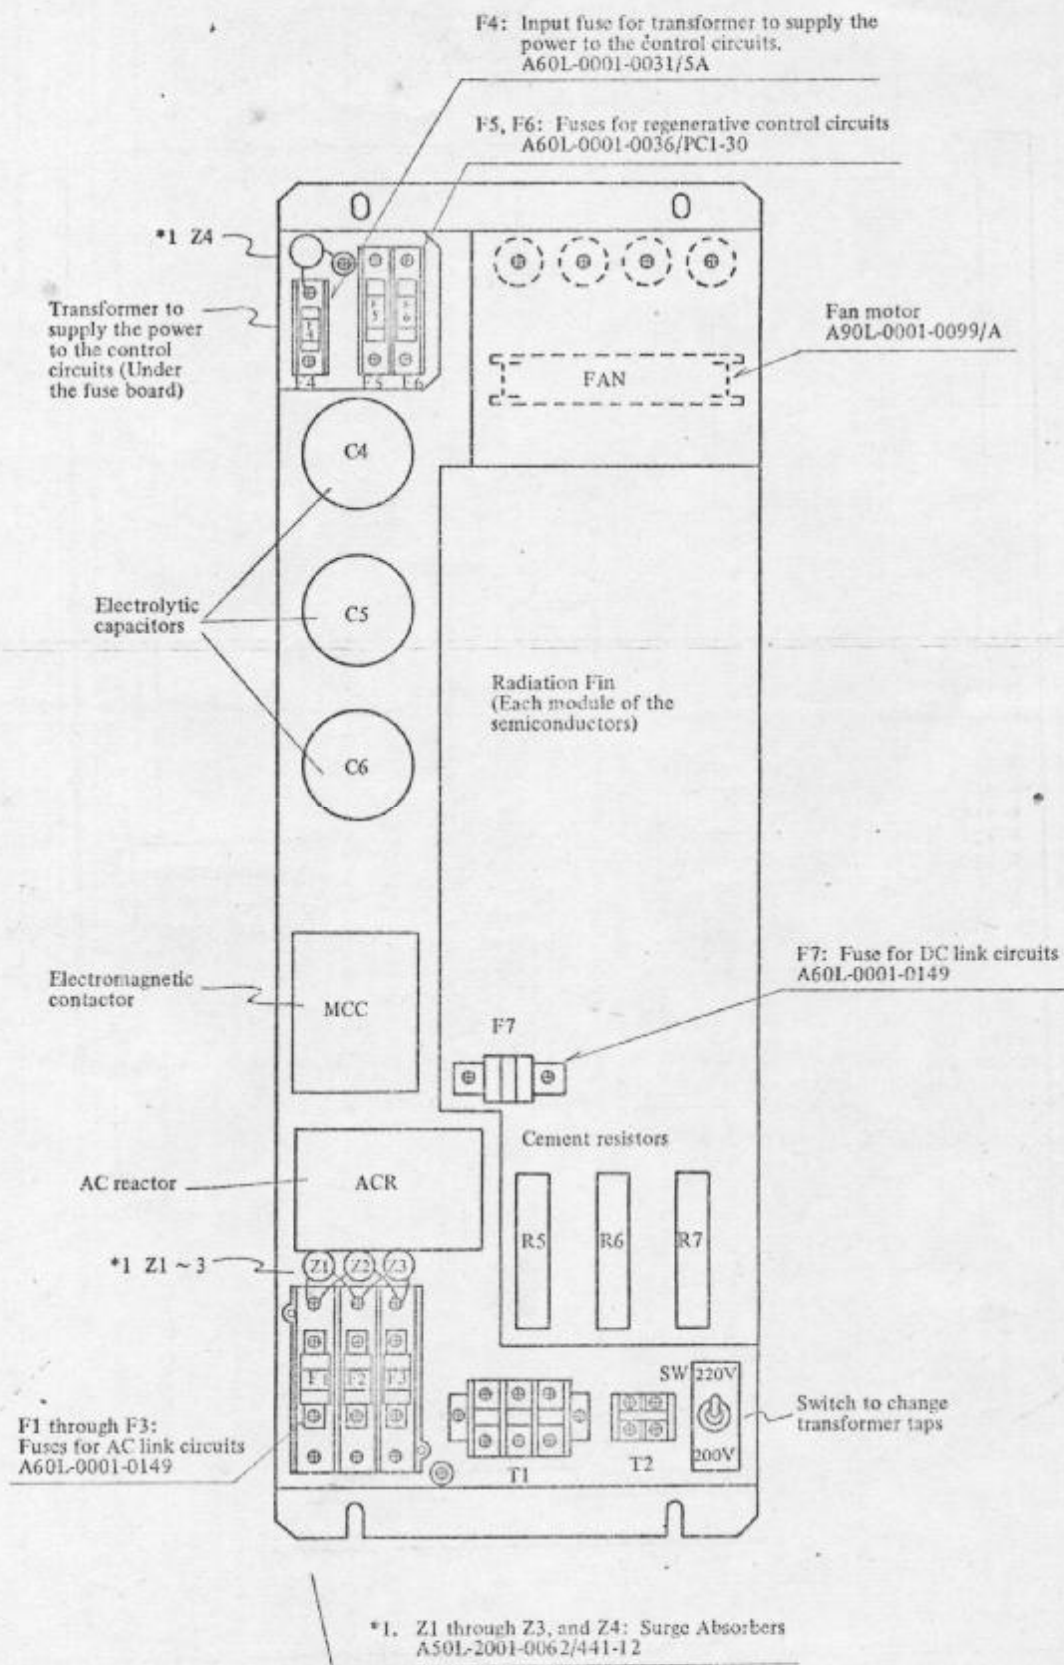 F4: Input fuse for transformer to supply the
power to the control circuits.
A60L-0001-0031/5A
F5, F6: Fuses for regenerative control circuits
A60L-0001-0036/PC1-30
*1 Z4
Transformer to
supply the power
to the control
circuits (Under
the fuse board)
F4
F5
F6
FAN
Fan motor
A90L-0001-0099/A
C4
Electrolytic
capacitors
C5
C6
Radiation Fin
(Each module of the
semiconductors)
Electromagnetic
contactor
MCC
F7
F7: Fuse for DC link circuits
A60L-0001-0149
AC reactor
ACR
Cement resistors
R5
R6
R7
*1 Z1 ~ 3
Z1
Z2
Z3
F1
F2
F3
F1 through F3:
Fuses for AC link circuits
A60L-0001-0149
T1
T2
SW
220V
200V
Switch to change
transformer taps
*1. Z1 through Z3, and Z4: Surge Absorbers
A50L-2001-0062/441-12